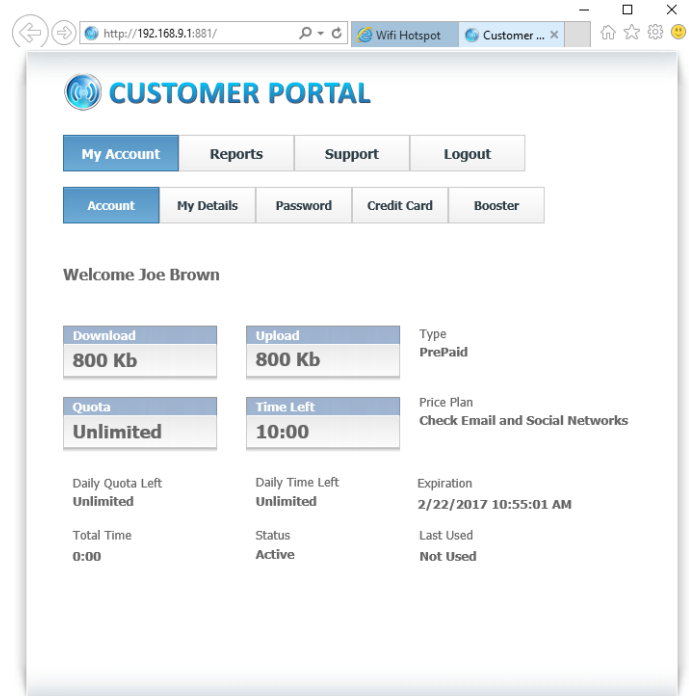 http://192.168.9.1:881/
Wifi Hotspot
Customer ...
CUSTOMER PORTAL
My Account Reports Support Logout
Account My Details Password Credit Card Booster
Welcome Joe Brown
Download Upload Type
800 Kb 800 Kb PrePaid
Quota Time Left Price Plan
Unlimited 10:00 Check Email and Social Networks
Daily Quota Left Daily Time Left Expiration
Unlimited Unlimited 2/22/2017 10:55:01 AM
Total Time Status Last Used
0:00 Active Not Used